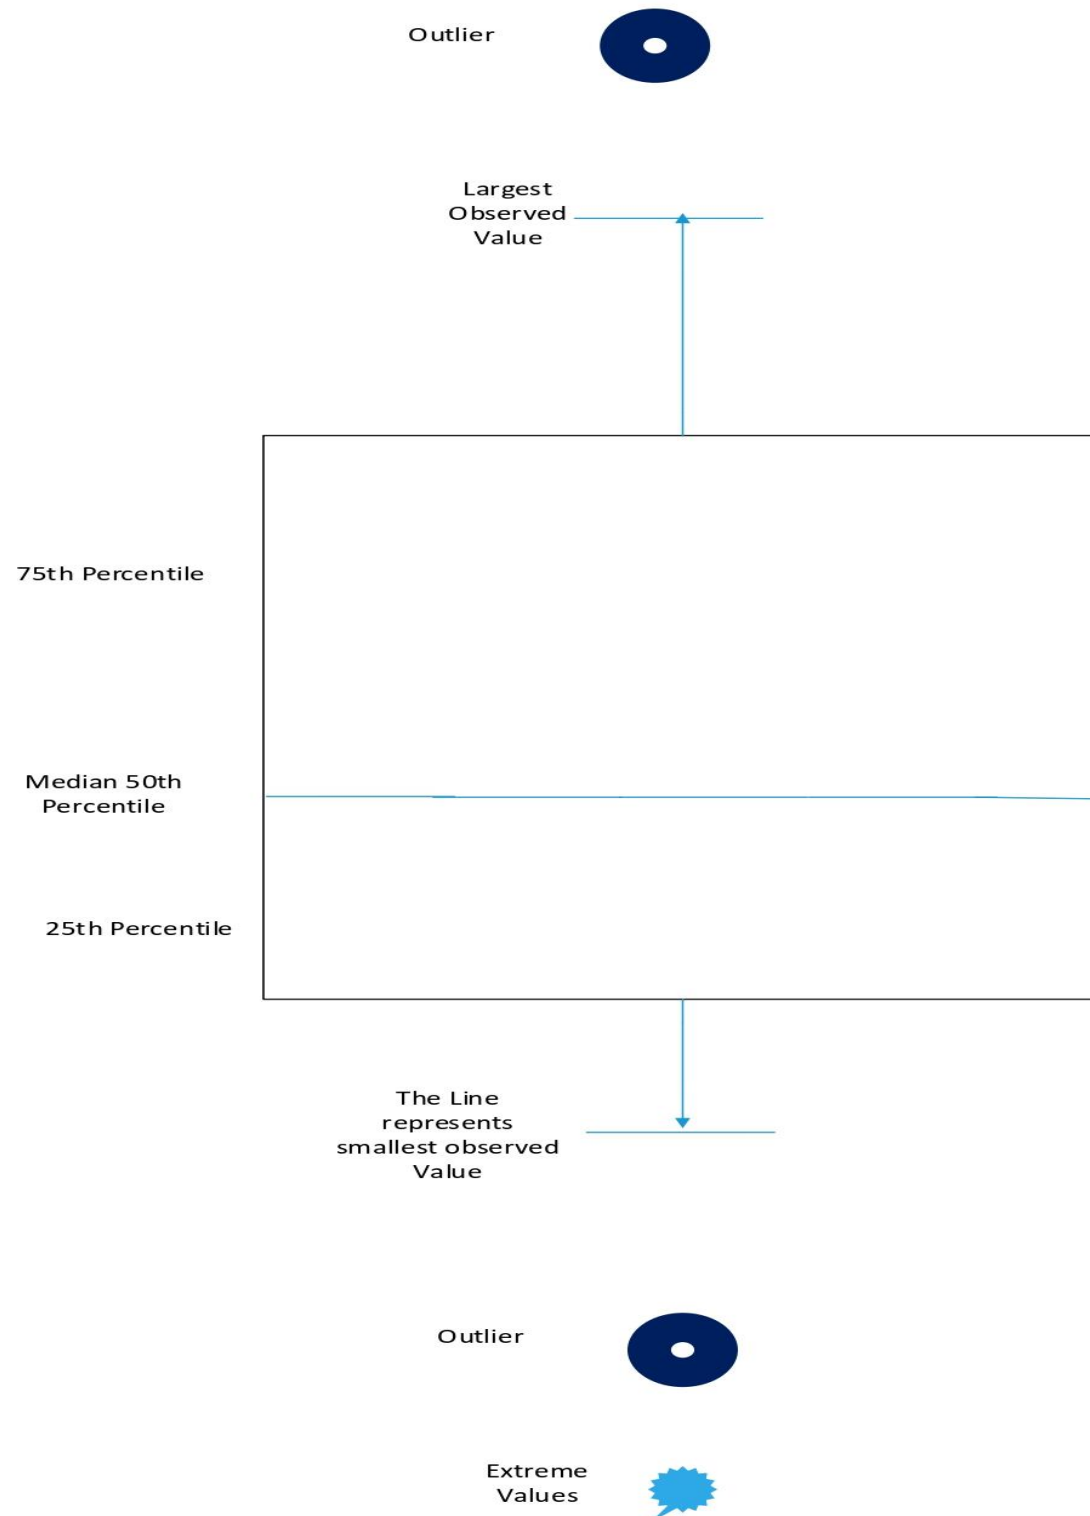 Outlier
Largest
Observed
Value
75th Percentile
Median 50th
Percentile
25th Percentile
The Line
represents
smallest observed
Value
Outlier
Extreme
Values